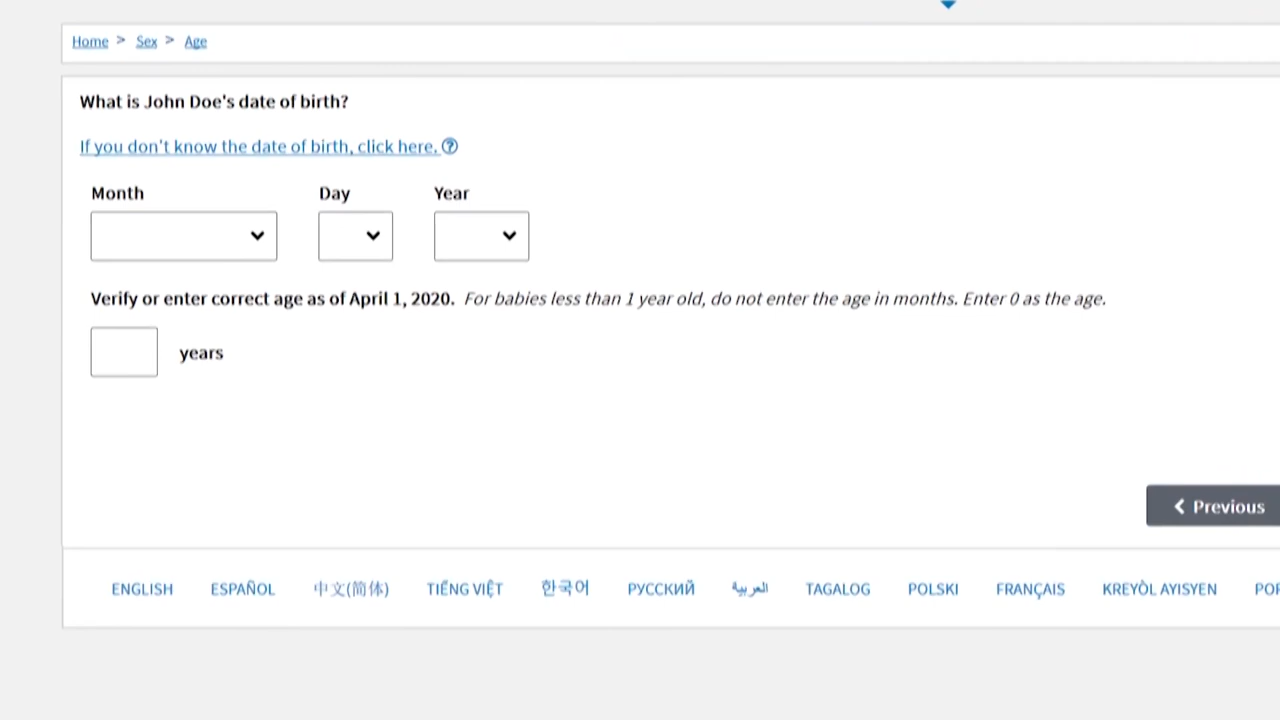 Home > Sex > Age
What is John Doe's date of birth?
If you don't know the date of birth, click here.
Month Day Year
Verify or enter correct age as of April 1, 2020. For babies less than 1 year old, do not enter the age in months. Enter 0 as the age.
years
Previous
ENGLISH ESPAÑOL 中文(简体) TIẾNG VIỆT 한국어 РУССКИЙ العربية TAGALOG POLSKI FRANÇAIS KREYÒL AYISYEN